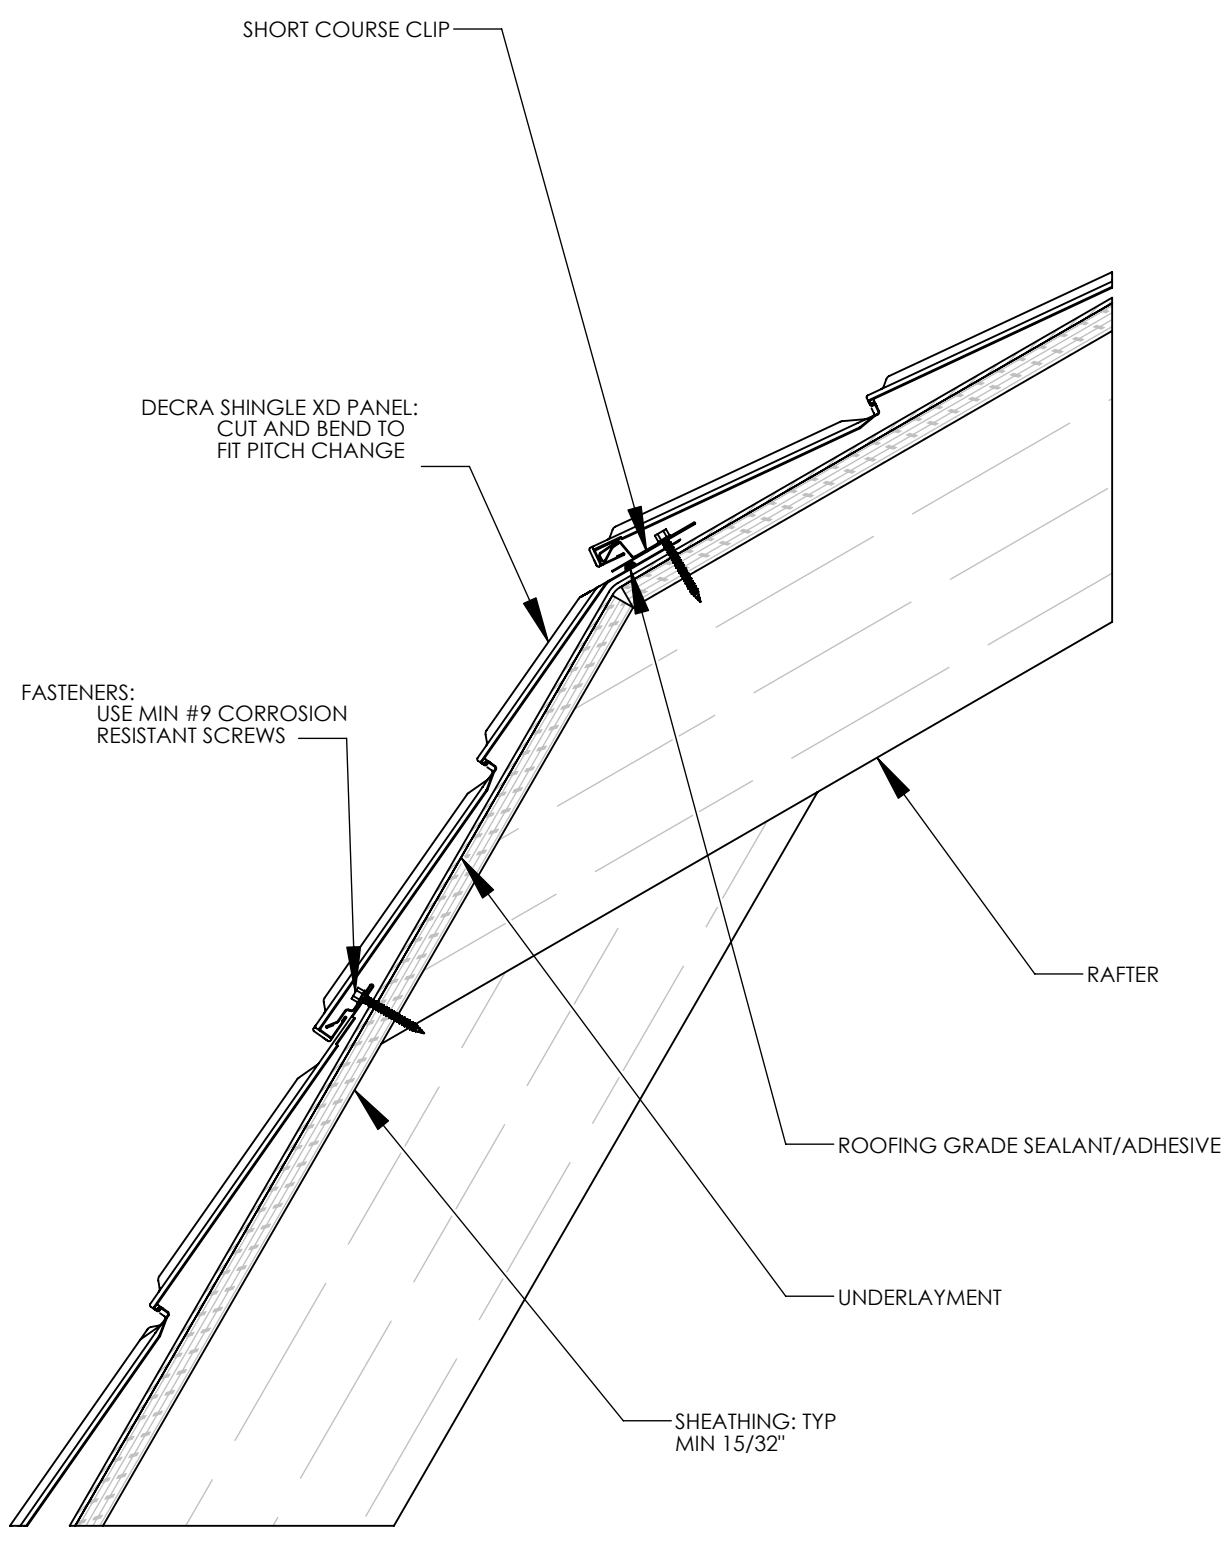 SHORT COURSE CLIP
DECRA SHINGLE XD PANEL:
CUT AND BEND TO
FIT PITCH CHANGE
FASTENERS:
USE MIN #9 CORROSION
RESISTANT SCREWS
RAFTER
ROOFING GRADE SEALANT/ADHESIVE
UNDERLAYMENT
SHEATHING: TYP
MIN 15/32"